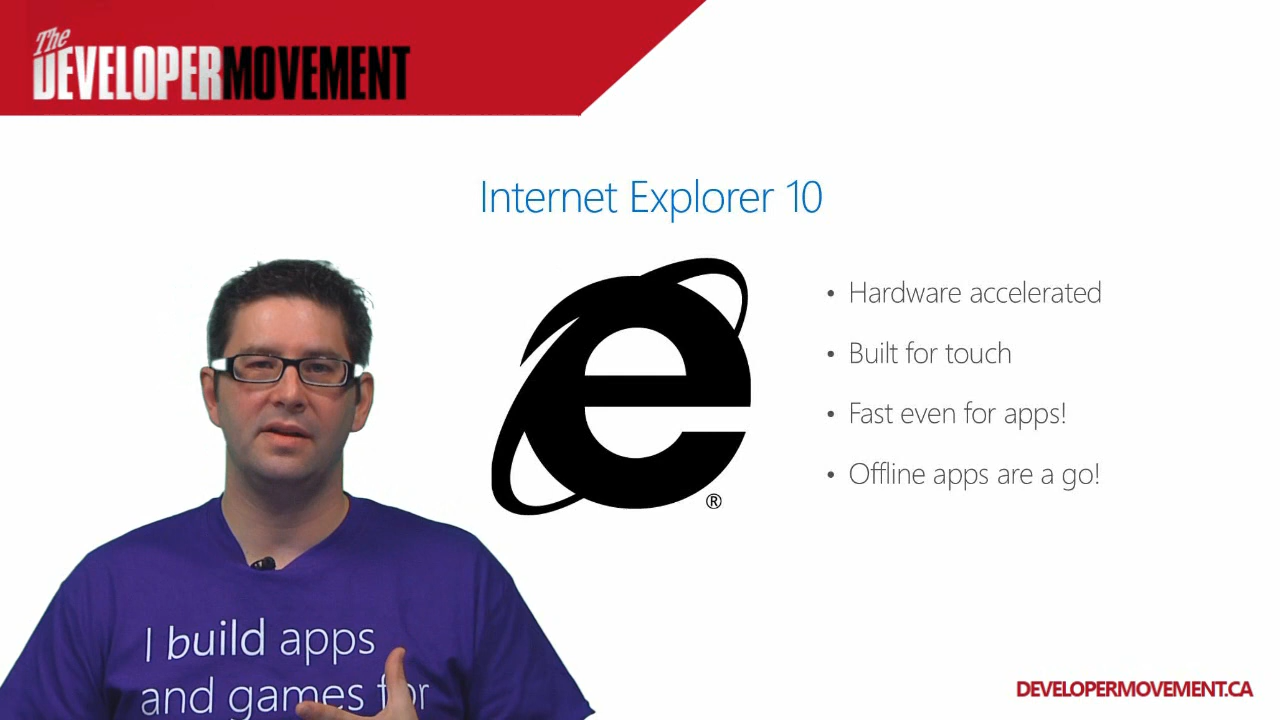 The
DEVELOPERMOVEMENT
Internet Explorer 10
• Hardware accelerated
• Built for touch
• Fast even for apps!
• Offline apps are a go!
®
I build apps
and games for
DEVELOPERMOVEMENT.CA